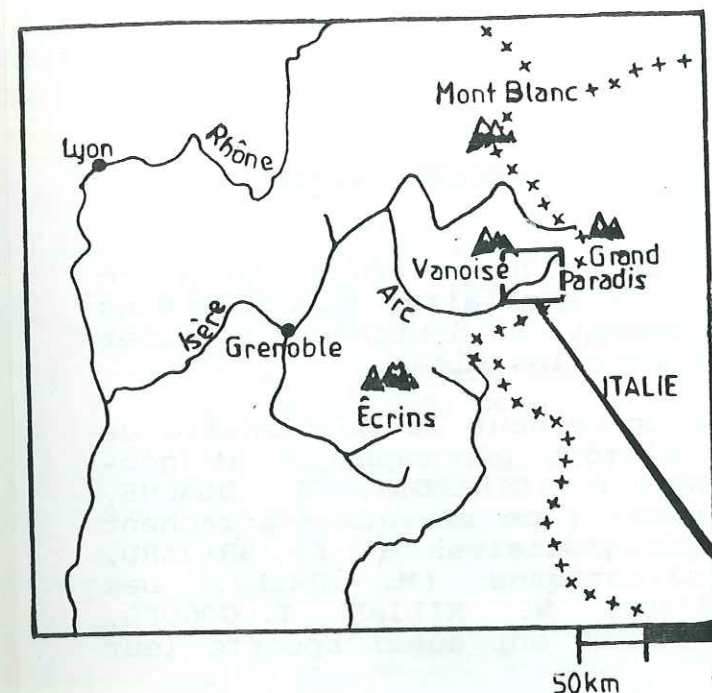 Mont Blanc
Lyon
Rhône
Vanoise
Grand
Paradis
Arc
Isère
Grenoble
Écrins
ITALIE
50km